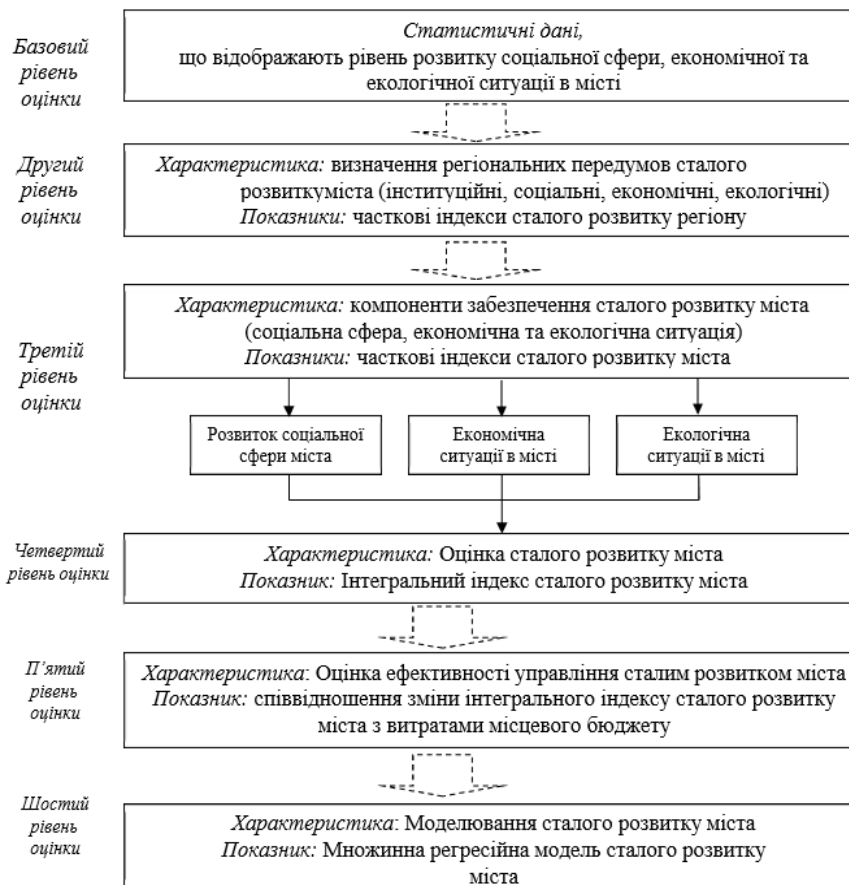 Базовий
рівень
оцінки
Статистичні дані,
що відображають рівень розвитку соціальної сфери, економічної та
екологічної ситуації в місті
Другий
рівень
оцінки
Характеристика: визначення регіональних передумов сталого
розвиткуміста (інституційні, соціальні, економічні, екологічні)
Показники: часткові індекси сталого розвитку регіону
Третій
рівень
оцінки
Характеристика: компоненти забезпечення сталого розвитку міста
(соціальна сфера, економічна та екологічна ситуація)
Показники: часткові індекси сталого розвитку міста
Розвиток соціальної
сфери міста
Економічна
ситуації в місті
Екологічна
ситуації в місті
Четвертий
рівень оцінки
Характеристика: Оцінка сталого розвитку міста
Показник: Інтегральний індекс сталого розвитку міста
П’ятий
рівень
оцінки
Характеристика: Оцінка ефективності управління сталим розвитком міста
Показник: співвідношення зміни інтегрального індексу сталого розвитку
міста з витратами місцевого бюджету
Шостий
рівень
оцінки
Характеристика: Моделювання сталого розвитку міста
Показник: Множинна регресійна модель сталого розвитку
міста